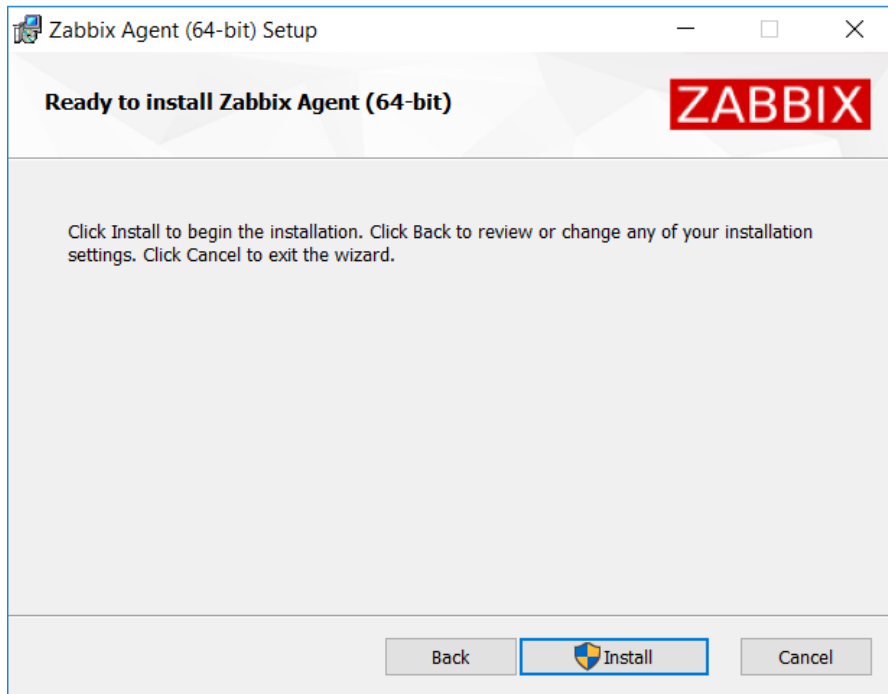 Zabbix Agent (64-bit) Setup
Ready to install Zabbix Agent (64-bit)
ZABBIX
Click Install to begin the installation. Click Back to review or change any of your installation
settings. Click Cancel to exit the wizard.
Back
Install
Cancel